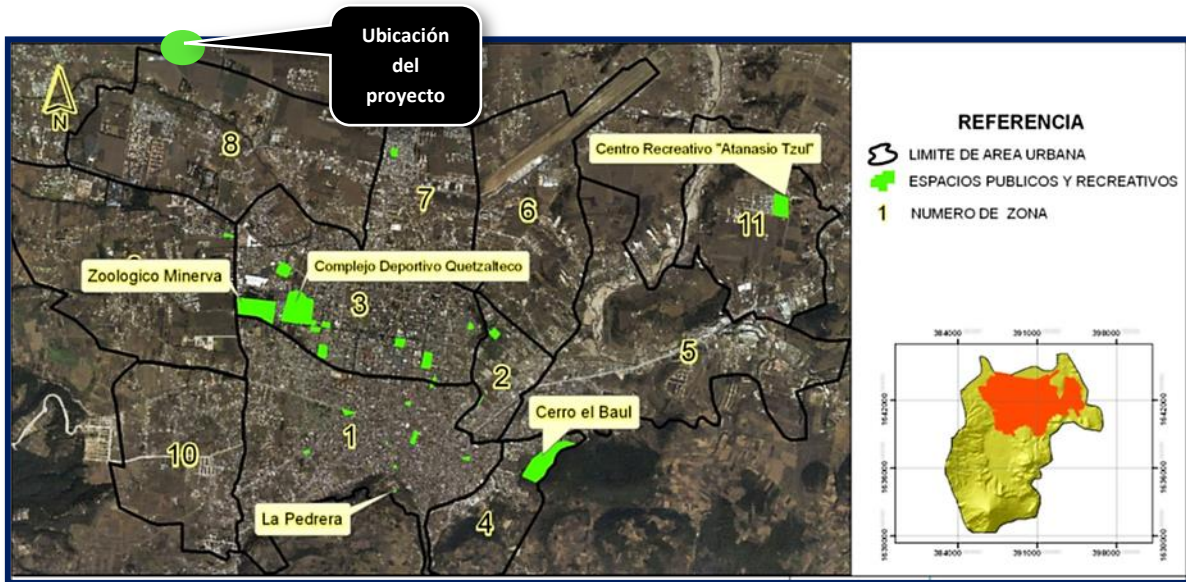 Ubicación
del
proyecto
N
8
7
6
Centro Recreativo "Atanasio Tzul"
11
Zoologico Minerva
Complejo Deportivo Quetzalteco
3
5
2
Cerro el Baul
1
10
La Pedrera
4
REFERENCIA
LIMITE DE AREA URBANA
ESPACIOS PUBLICOS Y RECREATIVOS
1 NUMERO DE ZONA
384000 391000 398000
1642000 1642000
1636000 1636000
1630000 1630000
384000 391000 398000